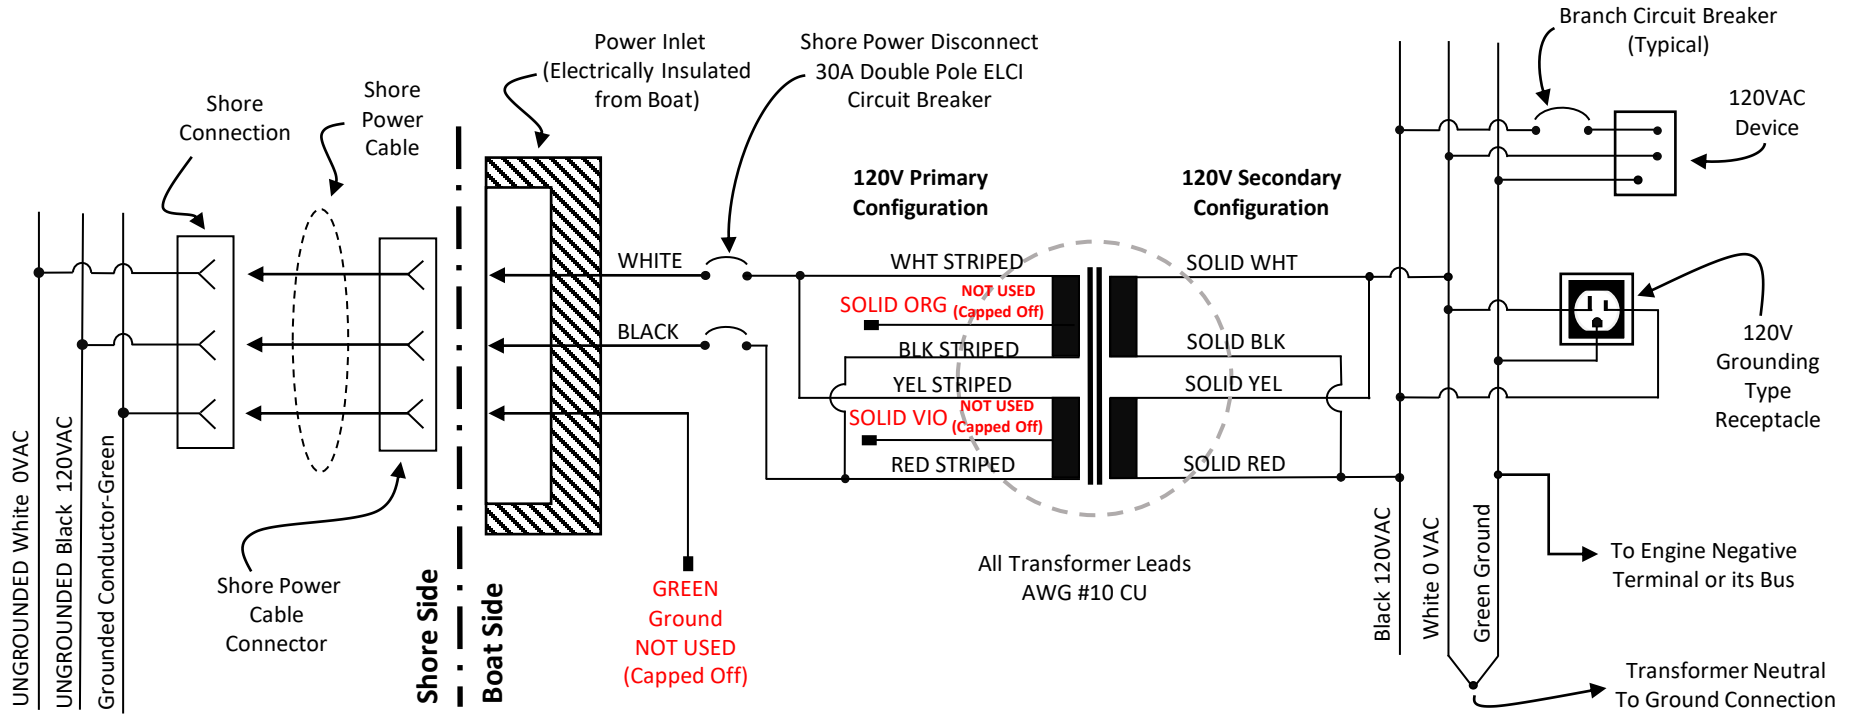 Branch Circuit Breaker
(Typical)
Power Inlet
(Electrically Insulated
from Boat)
Shore Power Disconnect
30A Double Pole ELCI
Circuit Breaker
Shore
Connection
Shore
Power
Cable
120VAC
Device
120V Primary
Configuration
120V Secondary
Configuration
WHITE
WHT STRIPED
SOLID WHT
SOLID ORG
NOT USED
(Capped Off)
BLACK
BLK STRIPED
SOLID BLK
YEL STRIPED
SOLID YEL
SOLID VIO
NOT USED
(Capped Off)
RED STRIPED
SOLID RED
120V
Grounding
Type
Receptacle
UNGROUNDED White 0VAC
UNGROUNDED Black 120VAC
Grounded Conductor-Green
Shore Power
Cable
Connector
Shore Side
Boat Side
GREEN
Ground
NOT USED
(Capped Off)
All Transformer Leads
AWG #10 CU
Black 120VAC
White 0 VAC
Green Ground
To Engine Negative
Terminal or its Bus
Transformer Neutral
To Ground Connection